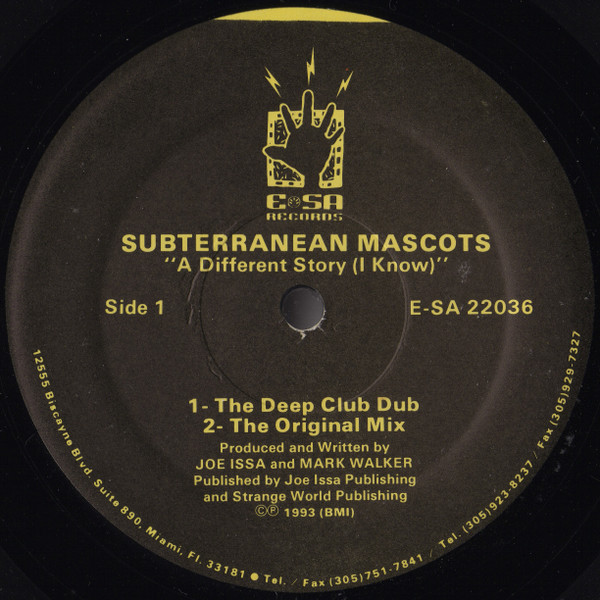 E-SA
RECORDS
SUBTERRANEAN MASCOTS
"A Different Story (I Know)"
Side 1
E-SA 22036
1- The Deep Club Dub
2- The Original Mix
Produced and Written by
JOE ISSA and MARK WALKER
Published by Joe Issa Publishing
and Strange World Publishing
©℗ 1993 (BMI)
12555 Biscayne Blvd. Suite 890, Miami, Fl. 33181 ● Tel. / Fax (305)751-7841 / Tel. (305)923-8237 / Fax (305)929-7327